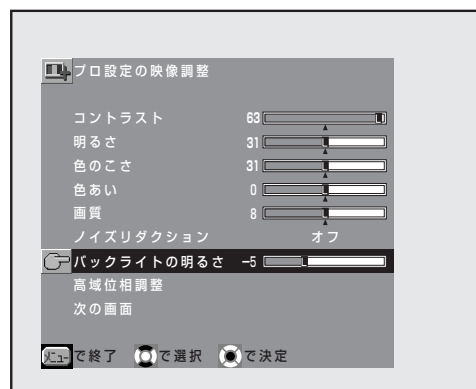 プロ設定の映像調整
コントラスト 63
明るさ 31
色のこさ 31
色あい 0
画質 8
ノイズリダクション オフ
バックライトの明るさ −5
高域位相調整
次の画面
メニューで終了 で選択 で決定